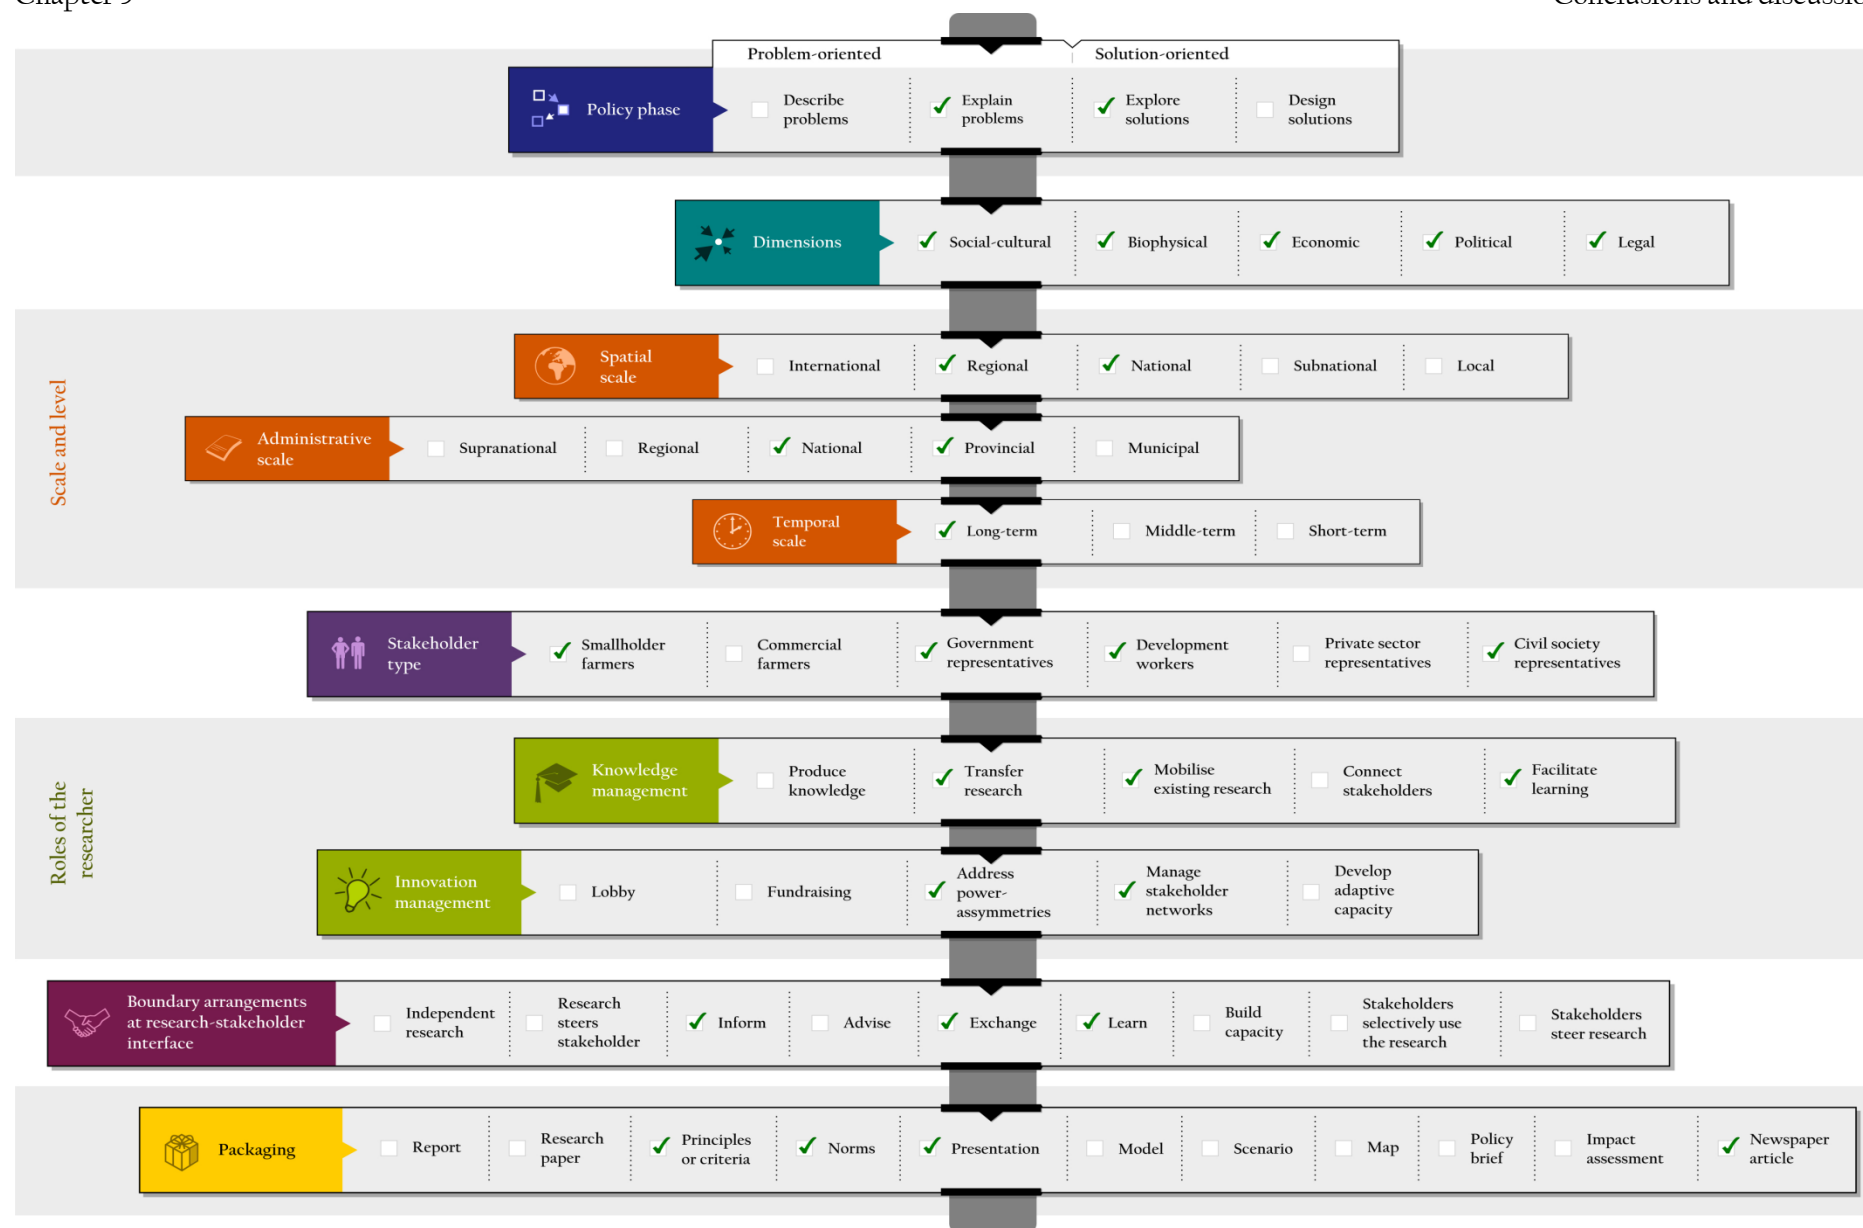 Chapter 9
Conclusions and discussio
Problem-oriented
Solution-oriented
Policy phase
Describe
problems
Explain
problems
Explore
solutions
Design
solutions
Dimensions
Social-cultural
Biophysical
Economic
Political
Legal
Scale and level
Spatial
scale
International
Regional
National
Subnational
Local
Administrative
scale
Supranational
Regional
National
Provincial
Municipal
Temporal
scale
Long-term
Middle-term
Short-term
Stakeholder
type
Smallholder
farmers
Commercial
farmers
Government
representatives
Development
workers
Private sector
representatives
Civil society
representatives
Roles of the
researcher
Knowledge
management
Produce
knowledge
Transfer
research
Mobilise
existing research
Connect
stakeholders
Facilitate
learning
Innovation
management
Lobby
Fundraising
Address
power-
assymmetries
Manage
stakeholder
networks
Develop
adaptive
capacity
Boundary arrangements
at research-stakeholder
interface
Independent
research
Research
steers
stakeholder
Inform
Advise
Exchange
Learn
Build
capacity
Stakeholders
selectively use
the research
Stakeholders
steer research
Packaging
Report
Research
paper
Principles
or criteria
Norms
Presentation
Model
Scenario
Map
Policy
brief
Impact
assessment
Newspaper
article